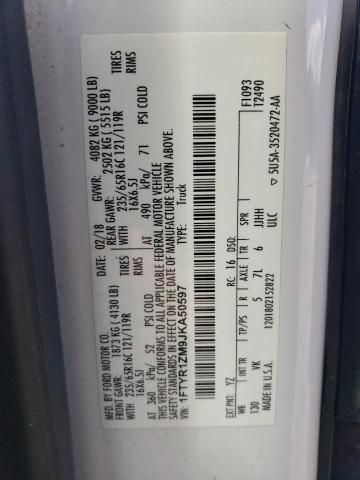 MFD. BY FORD MOTOR CO.
DATE: 02/18 GVWR: 4082 KG ( 9000 LB)
FRONT GAWR: 1873 KG ( 4130 LB) REAR GAWR: 2502 KG ( 5515 LB)
WITH 235/65R16C 121/119R WITH 235/65R16C 121/119R
16X6.5J RIMS 16X6.5J RIMS
AT 360 kPa/ 52 PSI COLD AT 490 kPa/ 71 PSI COLD
THIS VEHICLE CONFORMS TO ALL APPLICABLE FEDERAL MOTOR VEHICLE
SAFETY STANDARDS IN EFFECT ON THE DATE OF MANUFACTURE SHOWN ABOVE.
VIN: 1FTYR1ZM9JKA50597
TYPE: Truck
F1093
T2490
EXT PNT: YZ RC: 16 DSO:
WB INT TR TP/PS R AXLE TR SPR
130 VK 5 7L 6 JJHH
ULC
MADE IN U.S.A. 1201802152822
5U5A-3520472-AA